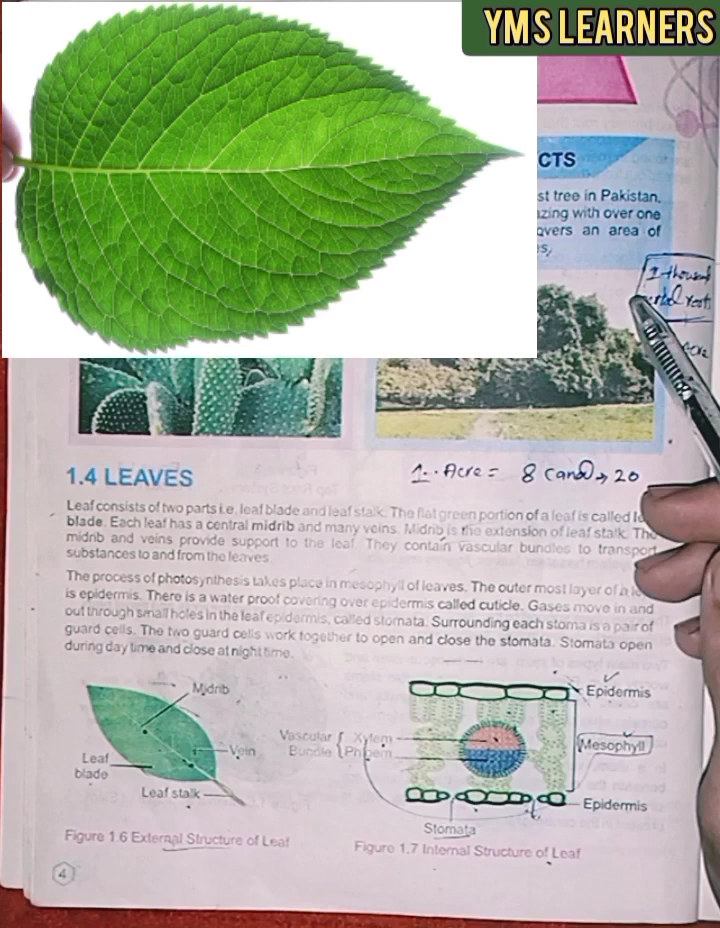 YMS LEARNERS
CTS
st tree in Pakistan,
zing with over one
overs an area of
s,
1 thousand
Acre
1 Acre = 8 Canal → 20
1.4 LEAVES
Leaf consists of two parts i.e. leaf blade and leaf stalk. The flat green portion of a leaf is called le
blade. Each leaf has a central midrib and many veins. Midrib is the extension of leaf stalk. The
midrib and veins provide support to the leaf. They contain vascular bundles to transport
substances to and from the leaves.
The process of photosynthesis takes place in mesophyll of leaves. The outer most layer of a le
is epidermis. There is a water proof covering over epidermis called cuticle. Gases move in and
out through small holes in the leaf epidermis, called stomata. Surrounding each stoma is a pair of
guard cells. The two guard cells work together to open and close the stomata. Stomata open
during day time and close at night time.
Midrib
Vein
Leaf
blade
Leaf stalk
Figure 1.6 External Structure of Leaf
Epidermis
Vascular { Xylem
Bundle { Phloem
Mesophyll
Epidermis
Stomata
Figure 1.7 Internal Structure of Leaf
4